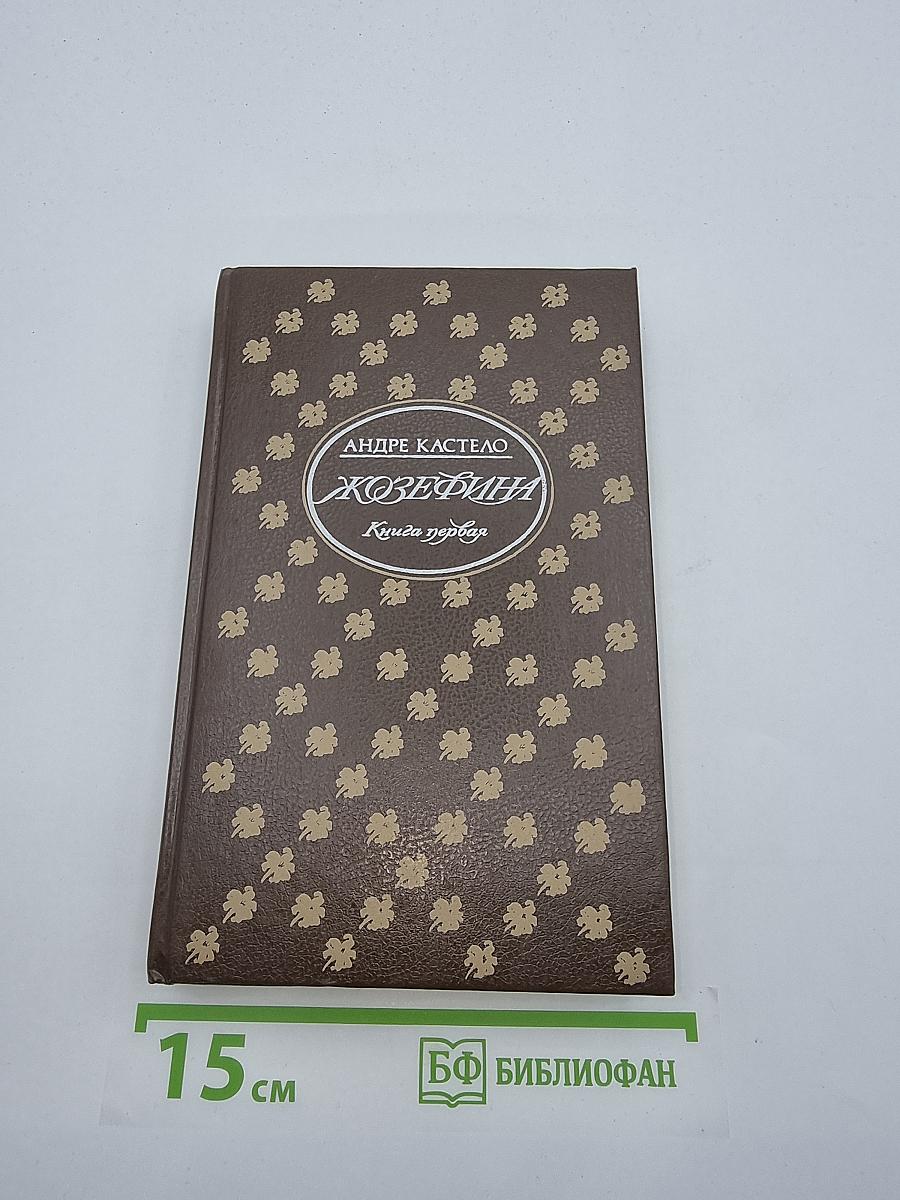 АНДРЕ КАСТЕЛО
ЖОЗЕФИНА
Книга первая
15 см
БФ БИБЛИОФАН